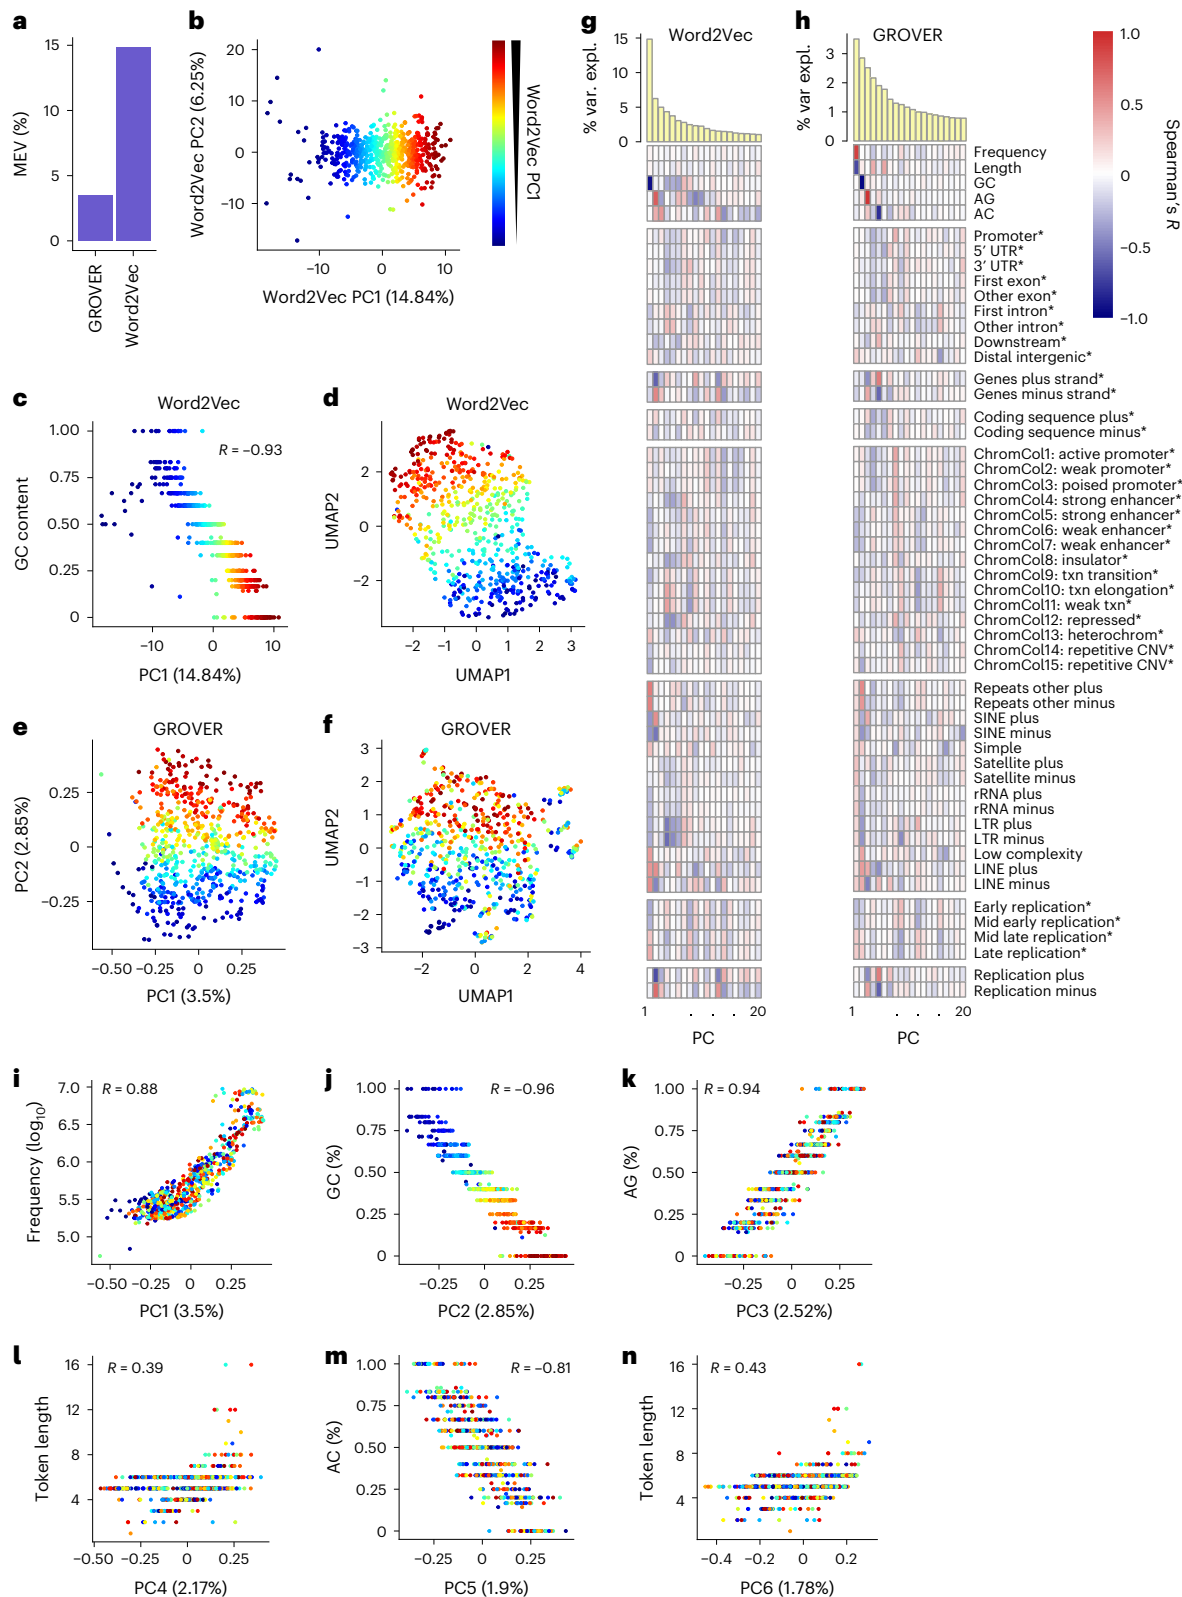 a
MEV (%)
15
10
5
0
GROVER
Word2Vec
b
Word2Vec PC2 (6.25%)
20
10
0
−10
−10
0
10
Word2Vec PC1 (14.84%)
Word2Vec PC1
c
Word2Vec
R = −0.93
GC content
1.00
0.75
0.50
0.25
0
−10
0
10
PC1 (14.84%)
d
Word2Vec
UMAP2
2
0
−2
−2
−1
0
1
2
3
UMAP1
e
GROVER
PC2 (2.85%)
0.25
0
−0.25
−0.50
−0.25
0
0.25
PC1 (3.5%)
f
GROVER
UMAP2
3
2
1
0
−1
−2
−3
−2
0
2
4
UMAP1
g
Word2Vec
% var. expl.
15
10
5
0
1
.
.
.
20
PC
h
GROVER
% var expl.
3
2
1
0
Frequency
Length
GC
AG
AC
Promoter*
5′ UTR*
3′ UTR*
First exon*
Other exon*
First intron*
Other intron*
Downstream*
Distal intergenic*
Genes plus strand*
Genes minus strand*
Coding sequence plus*
Coding sequence minus*
ChromCol1: active promoter*
ChromCol2: weak promoter*
ChromCol3: poised promoter*
ChromCol4: strong enhancer*
ChromCol5: strong enhancer*
ChromCol6: weak enhancer*
ChromCol7: weak enhancer*
ChromCol8: insulator*
ChromCol9: txn transition*
ChromCol10: txn elongation*
ChromCol11: weak txn*
ChromCol12: repressed*
ChromCol13: heterochrom*
ChromCol14: repetitive CNV*
ChromCol15: repetitive CNV*
Repeats other plus
Repeats other minus
SINE plus
SINE minus
Simple
Satellite plus
Satellite minus
rRNA plus
rRNA minus
LTR plus
LTR minus
Low complexity
LINE plus
LINE minus
Early replication*
Mid early replication*
Mid late replication*
Late replication*
Replication plus
Replication minus
1
.
.
.
20
PC
1.0
0.5
0
−0.5
−1.0
Spearman's R
i
R = 0.88
Frequency (log10)
7.0
6.5
6.0
5.5
5.0
−0.50
−0.25
0
0.25
PC1 (3.5%)
j
R = −0.96
GC (%)
1.00
0.75
0.50
0.25
0
−0.25
0
0.25
PC2 (2.85%)
k
R = 0.94
AG (%)
1.00
0.75
0.50
0.25
0
−0.25
0
0.25
PC3 (2.52%)
l
R = 0.39
Token length
16
12
8
4
−0.50
−0.25
0
0.25
PC4 (2.17%)
m
R = −0.81
AC (%)
1.00
0.75
0.50
0.25
0
−0.25
0
0.25
PC5 (1.9%)
n
R = 0.43
Token length
16
12
8
4
−0.4
−0.2
0
0.2
PC6 (1.78%)